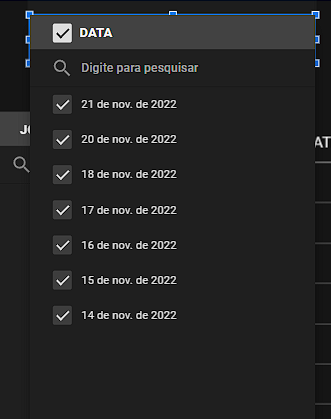 DATA
Digite para pesquisar
21 de nov. de 2022
20 de nov. de 2022
18 de nov. de 2022
JO
AT
17 de nov. de 2022
16 de nov. de 2022
15 de nov. de 2022
14 de nov. de 2022